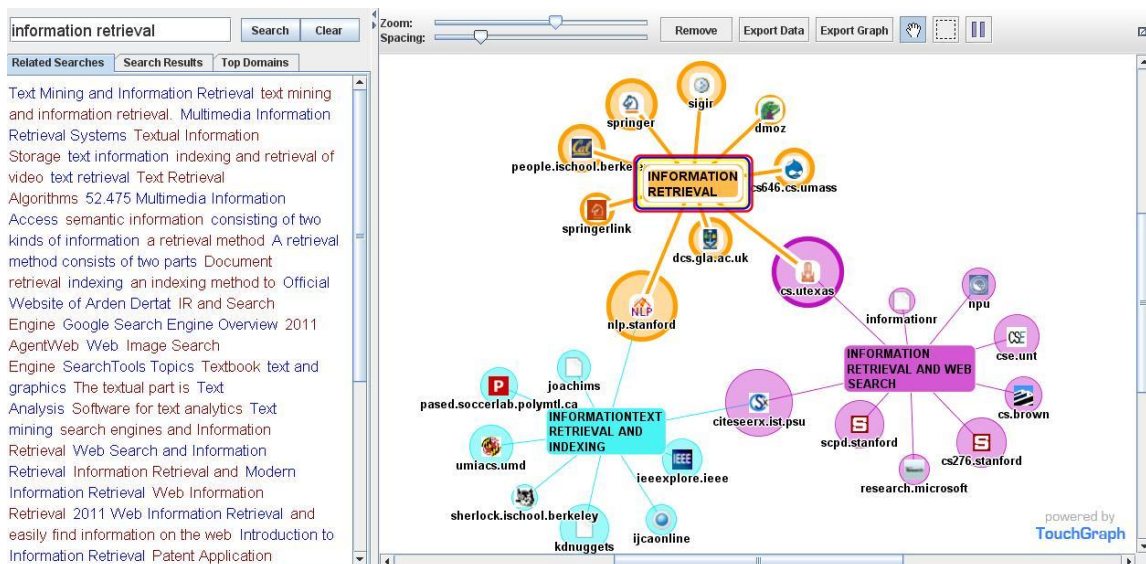 information retrieval
Search
Clear
Related Searches
Search Results
Top Domains
Text Mining and Information Retrieval text mining
and information retrieval. Multimedia Information
Retrieval Systems Textual Information
Storage text information indexing and retrieval of
video text retrieval Text Retrieval
Algorithms 52.475 Multimedia Information
Access semantic information consisting of two
kinds of information a retrieval method A retrieval
method consists of two parts Document
retrieval indexing an indexing method to Official
Website of Arden Dertat IR and Search
Engine Google Search Engine Overview 2011
AgentWeb Web Image Search
Engine SearchTools Topics Textbook text and
graphics The textual part is Text
Analysis Software for text analytics Text
mining search engines and Information
Retrieval Web Search and Information
Retrieval Information Retrieval and Modern
Information Retrieval Web Information
Retrieval 2011 Web Information Retrieval and
easily find information on the web Introduction to
Information Retrieval Patent Application
Zoom:
Spacing:
Remove
Export Data
Export Graph
springer
sigir
dmoz
Cal
people.ischool.berkeley
INFORMATION
RETRIEVAL
cs646.cs.umass
springerlink
dcs.gla.ac.uk
cs.utexas
NLP
nlp.stanford
informationr
npu
CSE
cse.unt
INFORMATION
RETRIEVAL AND WEB
SEARCH
joachims
P
pased.soccerlab.polymtl.ca
INFORMATIONTEXT
RETRIEVAL AND
INDEXING
CSx
citeseerx.ist.psu
cs.brown
S
scpd.stanford
S
cs276.stanford
umiacs.umd
IEEE
ieeexplore.ieee
research.microsoft
sherlock.ischool.berkeley
kdnuggets
ijcaonline
powered by
TouchGraph